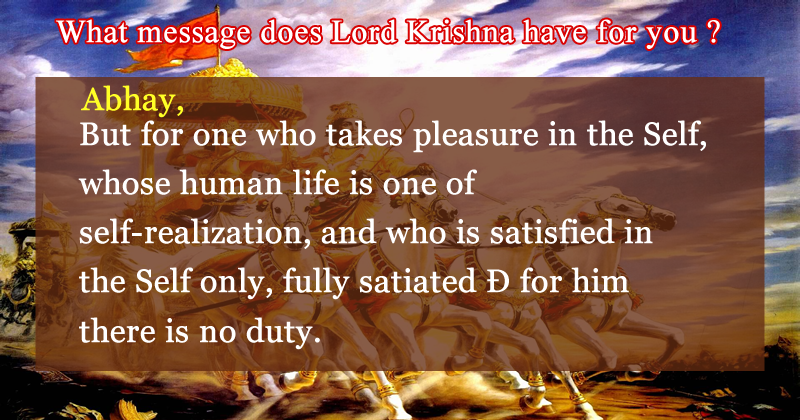 What message does Lord Krishna have for you ?
Abhay,
But for one who takes pleasure in the Self,
whose human life is one of
self-realization, and who is satisfied in
the Self only, fully satiated Ð for him
there is no duty.